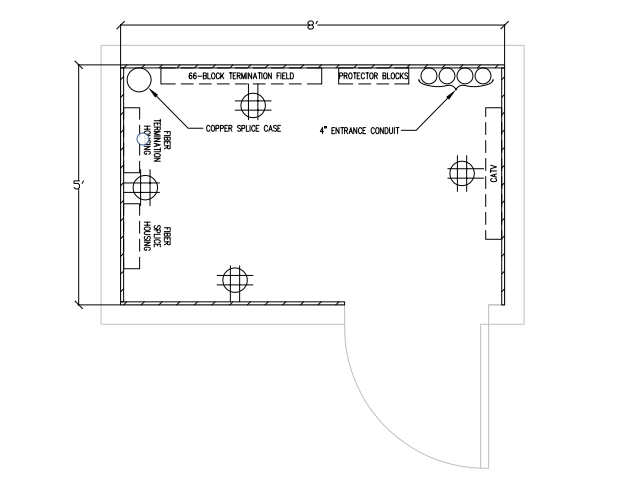 8'
66-BLOCK TERMINATION FIELD
PROTECTOR BLOCKS
COPPER SPLICE CASE
4" ENTRANCE CONDUIT
FIBER
TERMINATION
HOUSING
CATV
5'
FIBER
SPLICE
HOUSING